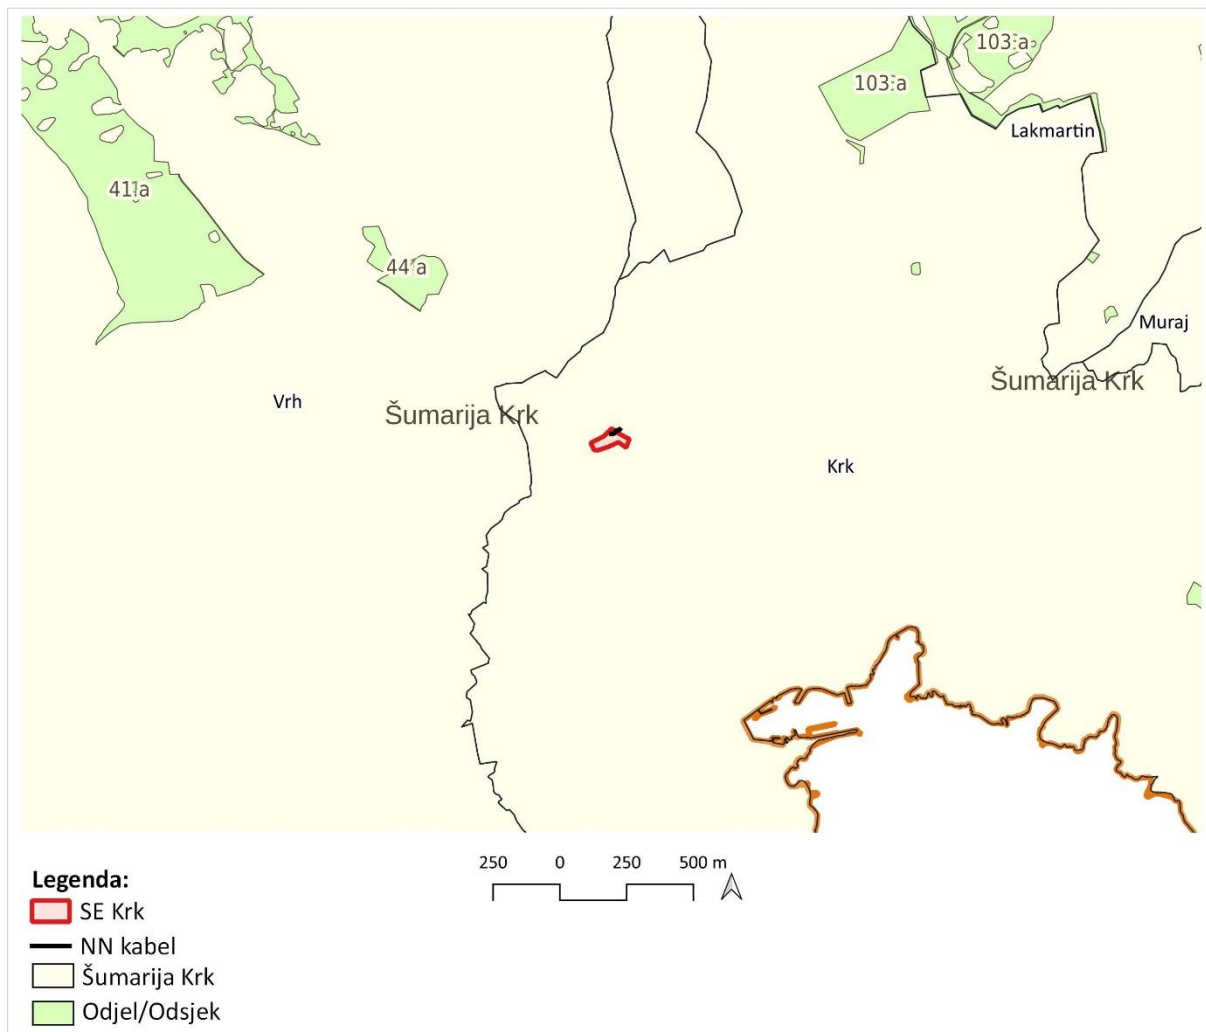 103 a
103 a
Lakmartin
41 a
44 a
Muraj
Šumarija Krk
Vrh
Šumarija Krk
Krk
250 0 250 500 m
Legenda:
SE Krk
NN kabel
Šumarija Krk
Odjel/Odsjek